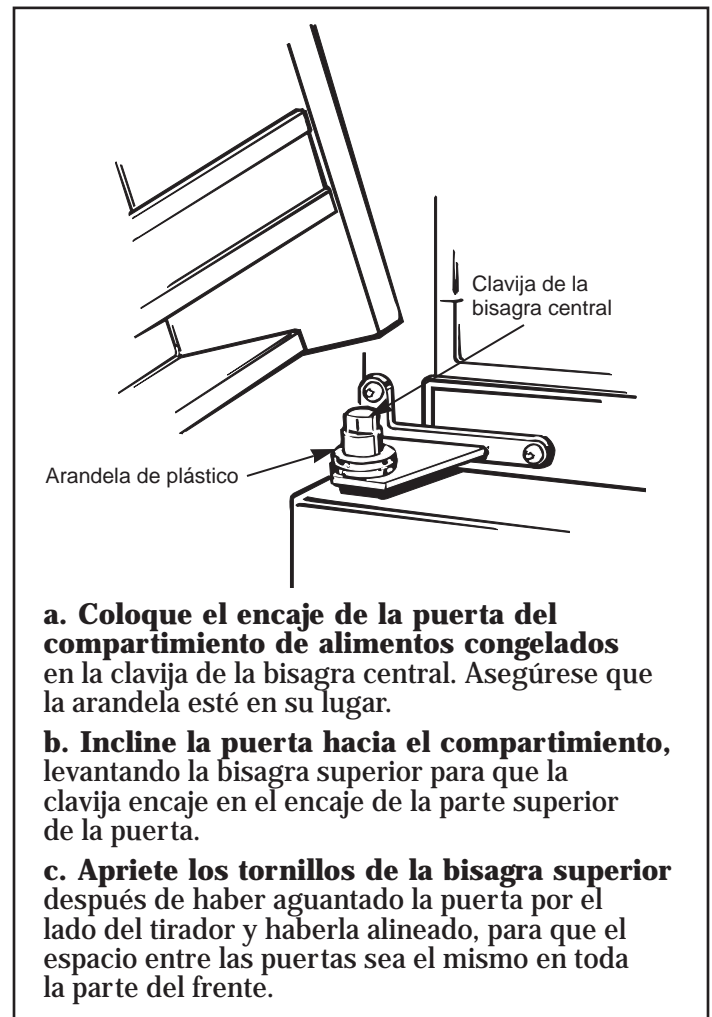 Clavija de la
bisagra central
Arandela de plástico
a. Coloque el encaje de la puerta del
compartimiento de alimentos congelados
en la clavija de la bisagra central. Asegúrese que
la arandela esté en su lugar.
b. Incline la puerta hacia el compartimiento,
levantando la bisagra superior para que la
clavija encaje en el encaje de la parte superior
de la puerta.
c. Apriete los tornillos de la bisagra superior
después de haber aguantado la puerta por el
lado del tirador y haberla alineado, para que el
espacio entre las puertas sea el mismo en toda
la parte del frente.